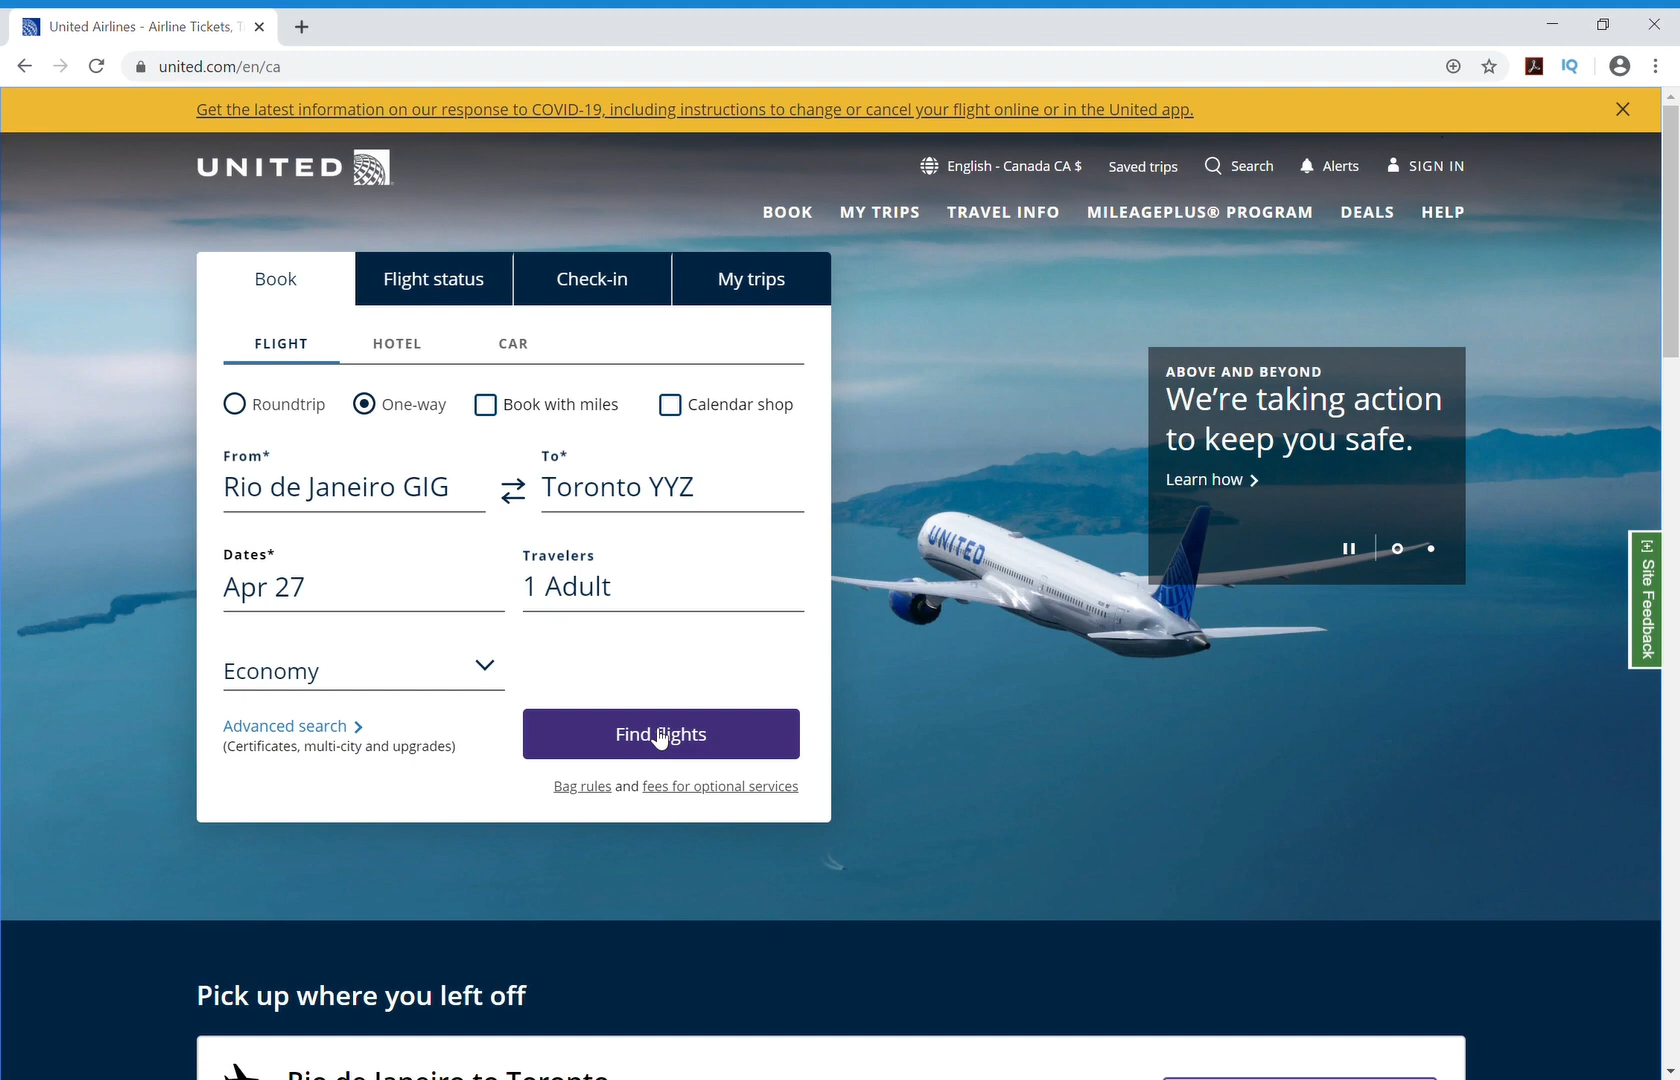 United Airlines - Airline Tickets, T
united.com/en/ca
IQ
Get the latest information on our response to COVID-19, including instructions to change or cancel your flight online or in the United app.
UNITED
English - Canada CA $ Saved trips Search Alerts SIGN IN
BOOK MY TRIPS TRAVEL INFO MILEAGEPLUS® PROGRAM DEALS HELP
Book Flight status Check-in My trips
FLIGHT HOTEL CAR
Roundtrip One-way Book with miles Calendar shop
From* To*
Rio de Janeiro GIG Toronto YYZ
Dates* Travelers
Apr 27 1 Adult
Economy
Advanced search
(Certificates, multi-city and upgrades)
Find flights
Bag rules and fees for optional services
ABOVE AND BEYOND
We're taking action
to keep you safe.
Learn how
UNITED
[+] Site Feedback
Pick up where you left off
Rio de Janeiro to Toronto